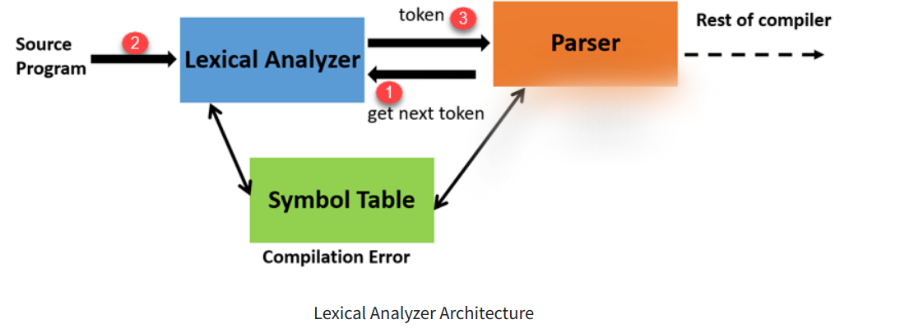 token 3
Rest of compiler
Source
Program
2
Lexical Analyzer
Parser
1
get next token
Symbol Table
Compilation Error
Lexical Analyzer Architecture